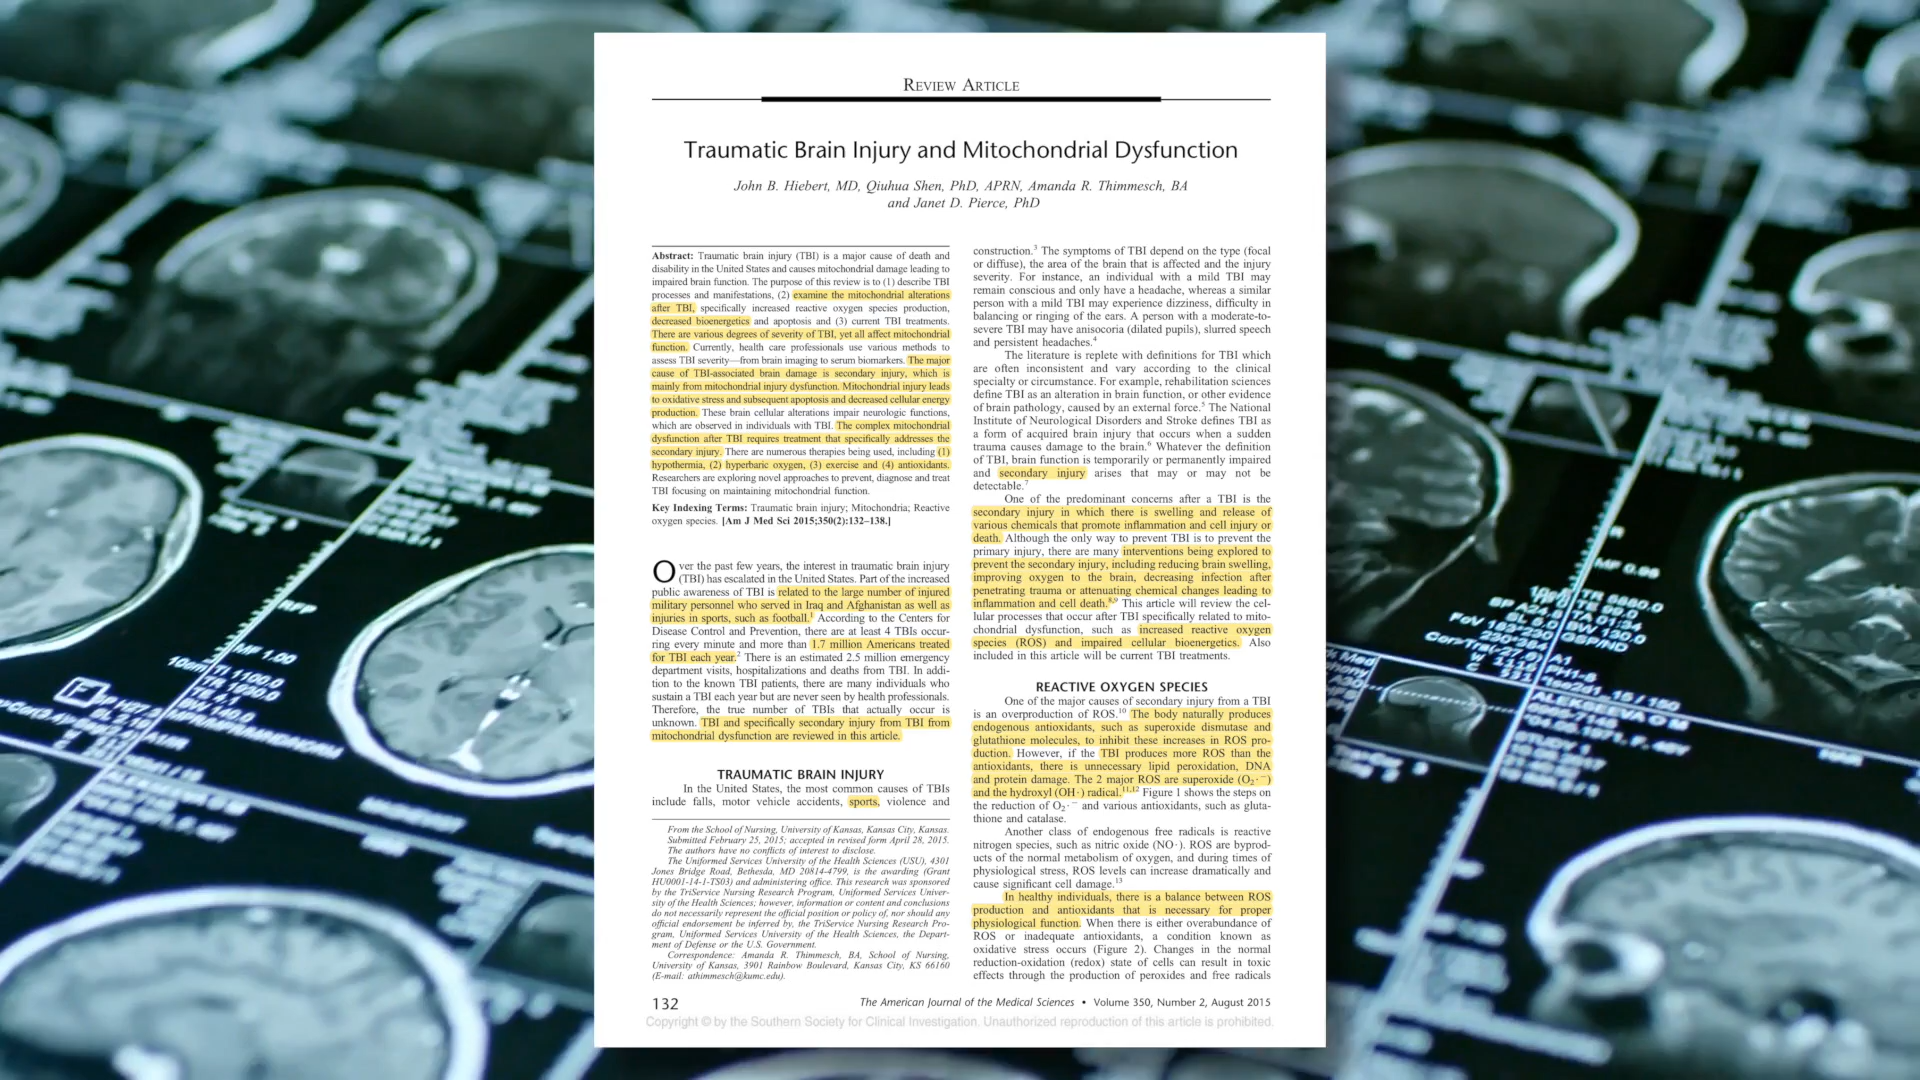 REVIEW ARTICLE
Traumatic Brain Injury and Mitochondrial Dysfunction
John B. Hiebert, MD, Qiuhua Shen, PhD, APRN, Amanda R. Thimmesch, BA
and Janet D. Pierce, PhD
Abstract: Traumatic brain injury (TBI) is a major cause of death and
disability in the United States and causes mitochondrial damage leading to
impaired brain function. The purpose of this review is to (1) describe TBI
processes and manifestations, (2) examine the mitochondrial alterations
after TBI, specifically increased reactive oxygen species production,
decreased bioenergetics and apoptosis and (3) current TBI treatments.
There are various degrees of severity of TBI, yet all affect mitochondrial
function. Currently, health care professionals use various methods to
assess TBI severity—from brain imaging to serum biomarkers. The major
cause of TBI-associated brain damage is secondary injury, which is
mainly from mitochondrial injury dysfunction. Mitochondrial injury leads
to oxidative stress and subsequent apoptosis and decreased cellular energy
production. These brain cellular alterations impair neurologic functions,
which are observed in individuals with TBI. The complex mitochondrial
dysfunction after TBI requires treatment that specifically addresses the
secondary injury. There are numerous therapies being used, including (1)
hypothermia, (2) hyperbaric oxygen, (3) exercise and (4) antioxidants.
Researchers are exploring novel approaches to prevent, diagnose and treat
TBI focusing on maintaining mitochondrial function.
Key Indexing Terms: Traumatic brain injury; Mitochondria; Reactive
oxygen species. [Am J Med Sci 2015;350(2):132–138.]
Over the past few years, the interest in traumatic brain injury
(TBI) has escalated in the United States. Part of the increased
public awareness of TBI is related to the large number of injured
military personnel who served in Iraq and Afghanistan as well as
injuries in sports, such as football.1 According to the Centers for
Disease Control and Prevention, there are at least 4 TBIs occur-
ring every minute and more than 1.7 million Americans treated
for TBI each year.2 There is an estimated 2.5 million emergency
department visits, hospitalizations and deaths from TBI. In addi-
tion to the known TBI patients, there are many individuals who
sustain a TBI each year but are never seen by health professionals.
Therefore, the true number of TBIs that actually occur is
unknown. TBI and specifically secondary injury from TBI from
mitochondrial dysfunction are reviewed in this article.
TRAUMATIC BRAIN INJURY
In the United States, the most common causes of TBIs
include falls, motor vehicle accidents, sports, violence and
From the School of Nursing, University of Kansas, Kansas City, Kansas.
Submitted February 25, 2015; accepted in revised form April 28, 2015.
The authors have no conflicts of interest to disclose.
The Uniformed Services University of the Health Sciences (USU), 4301
Jones Bridge Road, Bethesda, MD 20814-4799, is the awarding (Grant
HU0001-14-1-TS03) and administering office. This research was sponsored
by the TriService Nursing Research Program, Uniformed Services Univer-
sity of the Health Sciences; however, information or content and conclusions
do not necessarily represent the official position or policy of, nor should any
official endorsement be inferred by, the TriService Nursing Research Pro-
gram, Uniformed Services University of the Health Sciences, the Depart-
ment of Defense or the U.S. Government.
Correspondence: Amanda R. Thimmesch, BA, School of Nursing,
University of Kansas, 3901 Rainbow Boulevard, Kansas City, KS 66160
(E-mail: athimmesch@kumc.edu).
construction.3 The symptoms of TBI depend on the type (focal
or diffuse), the area of the brain that is affected and the injury
severity. For instance, an individual with a mild TBI may
remain conscious and only have a headache, whereas a similar
person with a mild TBI may experience dizziness, difficulty in
balancing or ringing of the ears. A person with a moderate-to-
severe TBI may have anisocoria (dilated pupils), slurred speech
and persistent headaches.4
The literature is replete with definitions for TBI which
are often inconsistent and vary according to the clinical
specialty or circumstance. For example, rehabilitation sciences
define TBI as an alteration in brain function, or other evidence
of brain pathology, caused by an external force.5 The National
Institute of Neurological Disorders and Stroke defines TBI as
a form of acquired brain injury that occurs when a sudden
trauma causes damage to the brain.6 Whatever the definition
of TBI, brain function is temporarily or permanently impaired
and secondary injury arises that may or may not be
detectable.7
One of the predominant concerns after a TBI is the
secondary injury in which there is swelling and release of
various chemicals that promote inflammation and cell injury or
death. Although the only way to prevent TBI is to prevent the
primary injury, there are many interventions being explored to
prevent the secondary injury, including reducing brain swelling,
improving oxygen to the brain, decreasing infection after
penetrating trauma or attenuating chemical changes leading to
inflammation and cell death.8,9 This article will review the cel-
lular processes that occur after TBI specifically related to mito-
chondrial dysfunction, such as increased reactive oxygen
species (ROS) and impaired cellular bioenergetics. Also
included in this article will be current TBI treatments.
REACTIVE OXYGEN SPECIES
One of the major causes of secondary injury from a TBI
is an overproduction of ROS.10 The body naturally produces
endogenous antioxidants, such as superoxide dismutase and
glutathione molecules, to inhibit these increases in ROS pro-
duction. However, if the TBI produces more ROS than the
antioxidants, there is unnecessary lipid peroxidation, DNA
and protein damage. The 2 major ROS are superoxide (O2·−)
and the hydroxyl (OH·) radical.11,12 Figure 1 shows the steps on
the reduction of O2·− and various antioxidants, such as gluta-
thione and catalase.
Another class of endogenous free radicals is reactive
nitrogen species, such as nitric oxide (NO·). ROS are byprod-
ucts of the normal metabolism of oxygen, and during times of
physiological stress, ROS levels can increase dramatically and
cause significant cell damage.13
In healthy individuals, there is a balance between ROS
production and antioxidants that is necessary for proper
physiological function. When there is either overabundance of
ROS or inadequate antioxidants, a condition known as
oxidative stress occurs (Figure 2). Changes in the normal
reduction-oxidation (redox) state of cells can result in toxic
effects through the production of peroxides and free radicals
132
The American Journal of the Medical Sciences • Volume 350, Number 2, August 2015
Copyright © by the Southern Society for Clinical Investigation. Unauthorized reproduction of this article is prohibited.
RFP
MF 1.00